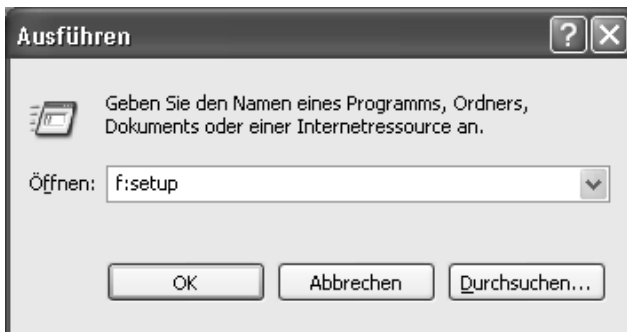 Ausführen
Geben Sie den Namen eines Programms, Ordners,
Dokuments oder einer Internetressource an.
Öffnen: f:setup
OK Abbrechen Durchsuchen...